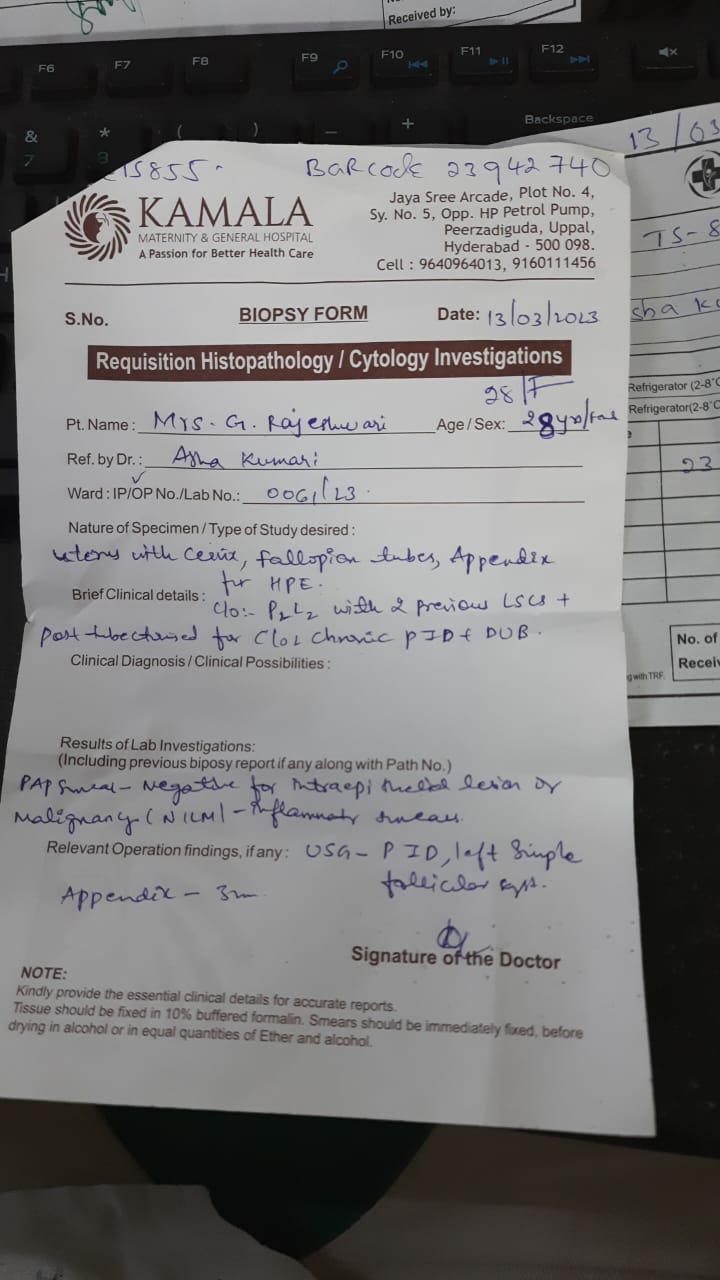 Received by:
F6 F7 F8 F9 F10 F11 F12
& * ( ) _ + Backspace
7 8
15855. BARCODE 23942740
KAMALA
MATERNITY & GENERAL HOSPITAL
A Passion for Better Health Care
Jaya Sree Arcade, Plot No. 4,
Sy. No. 5, Opp. HP Petrol Pump,
Peerzadiguda, Uppal,
Hyderabad - 500 098.
Cell : 9640964013, 9160111456
S.No. BIOPSY FORM Date: 13/03/2023
Requisition Histopathology / Cytology Investigations
28/F
Pt. Name : Mrs. G. Rajeshwari Age / Sex: 28yrs/
Ref. by Dr. : Asha Kumari
Ward : IP/OP No./Lab No.: 0061/23.
Nature of Specimen / Type of Study desired :
uterus with cervix, fallopian tubes, Appendix
for HPE.
Brief Clinical details :
C/o:- P2L2 with 2 previous LSCS +
Post tubectomised for C/o chronic PID & DUB.
Clinical Diagnosis / Clinical Possibilities :
Results of Lab Investigations:
(Including previous biposy report if any along with Path No.)
PAP Smear - Negative for Intraepithelial lesion or
Malignancy (NILM) - Inflammatory smears.
Relevant Operation findings, if any : USG - PID, left Simple
follicular cyst.
Appendix -
Signature of the Doctor
NOTE:
Kindly provide the essential clinical details for accurate reports.
Tissue should be fixed in 10% buffered formalin. Smears should be immediately fixed, before
drying in alcohol or in equal quantities of Ether and alcohol.
13/03
TS-8
sha Ku
Refrigerator (2-8°C
Refrigerator(2-8°C
23
No. of
Recei
g with TRF.